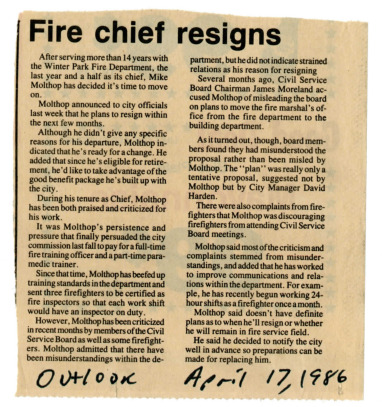 Fire chief resigns
After serving more than 14 years with
the Winter Park Fire Department, the
last year and a half as its chief, Mike
Molthop has decided it's time to move
on.
Molthop announced to city officials
last week that he plans to resign within
the next few months.
Although he didn't give any specific
reasons for his departure, Molthop in-
dicated that he's ready for a change. He
added that since he's eligible for retire-
ment, he'd like to take advantage of the
good benefit package he's built up with
the city.
During his tenure as Chief, Molthop
has been both praised and criticized for
his work.
It was Molthop's persistence and
pressure that finally persuaded the city
commission last fall to pay for a full-time
fire training officer and a part-time para-
medic trainer.
Since that time, Molthop has beefed up
training standards in the department and
sent three firefighters to be certified as
fire inspectors so that each work shift
would have an inspector on duty.
However, Molthop has been criticized
in recent months by members of the Civil
Service Board as well as some firefight-
ers. Molthop admitted that there have
been misunderstandings within the de-
partment, but he did not indicate strained
relations as his reason for resigning
Several months ago, Civil Service
Board Chairman James Moreland ac-
cused Molthop of misleading the board
on plans to move the fire marshal's of-
fice from the fire department to the
building department.
As it turned out, though, board mem-
bers found they had misunderstood the
proposal rather than been misled by
Molthop. The "plan" was really only a
tentative proposal, suggested not by
Molthop but by City Manager David
Harden.
There were also complaints from fire-
fighters that Molthop was discouraging
firefighters from attending Civil Service
Board meetings.
Molthop said most of the criticism and
complaints stemmed from misunder-
standings, and added that he has worked
to improve communications and rela-
tions within the department. For exam-
ple, he has recently begun working 24-
hour shifts as a firefighter once a month.
Molthop said doesn't have definite
plans as to when he'll resign or whether
he will remain in fire service field.
He said he decided to notify the city
well in advance so preparations can be
made for replacing him.
Outlook April 17, 1986